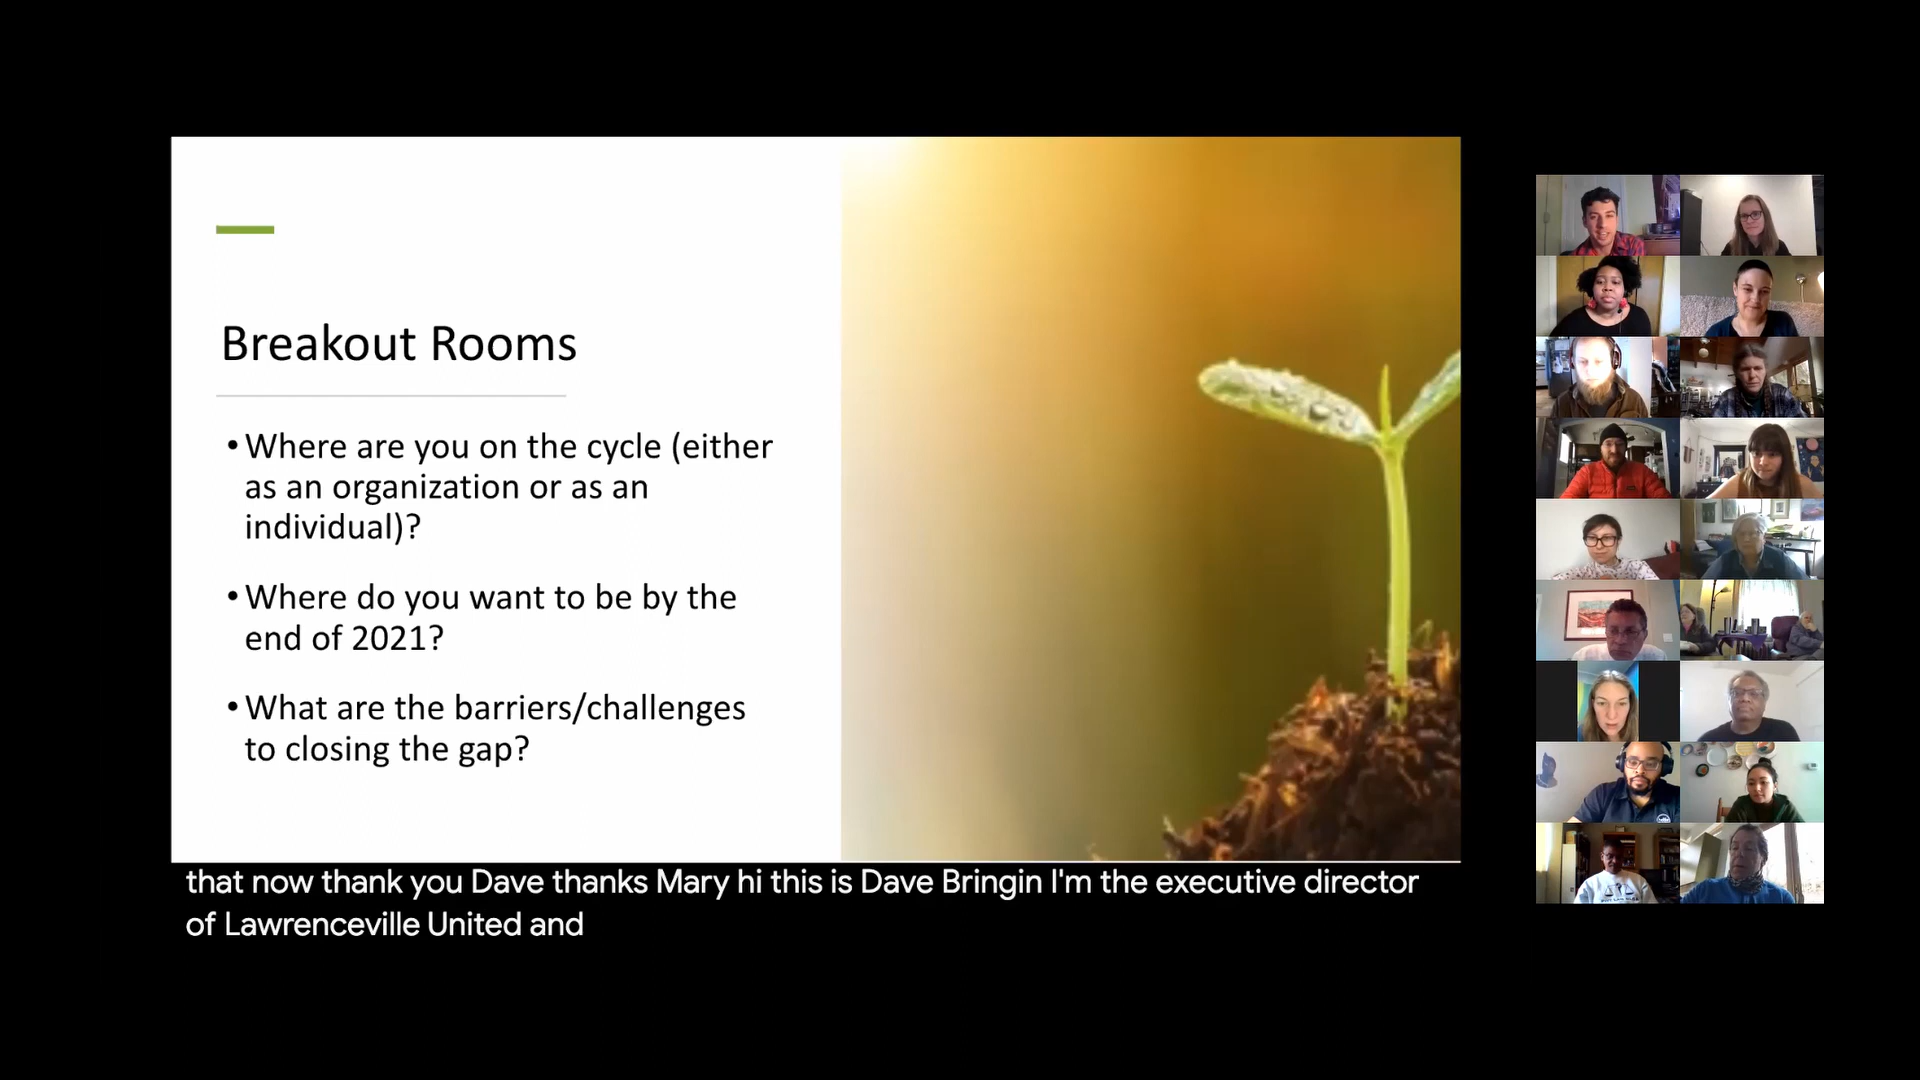 Breakout Rooms
• Where are you on the cycle (either
as an organization or as an
individual)?
• Where do you want to be by the
end of 2021?
• What are the barriers/challenges
to closing the gap?
that now thank you Dave thanks Mary hi this is Dave Bringin I'm the executive director
of Lawrenceville United and